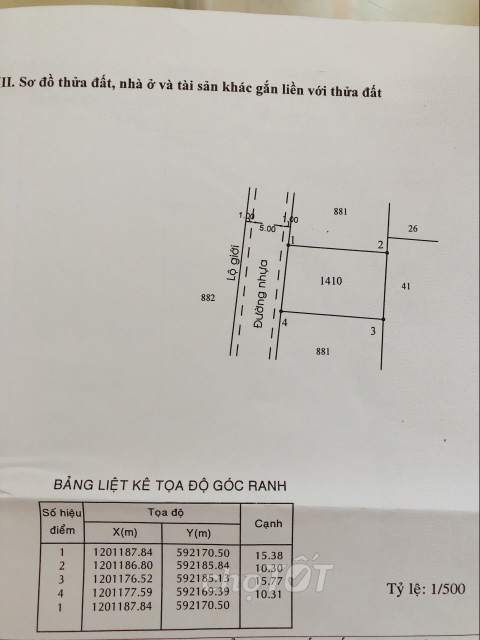 II. Sơ đồ thửa đất, nhà ở và tài sản khác gắn liền với thửa đất
1.00
1.00
5.00
881
26
1
2
Lộ giới
Đường nhựa
1410
41
882
4
3
881
BẢNG LIỆT KÊ TỌA ĐỘ GÓC RANH
Số hiệu điểm Tọa độ Cạnh
X(m) Y(m)
1 1201187.84 592170.50
15.38
2 1201186.80 592185.84
10.30
3 1201176.52 592185.13
15.77
4 1201177.59 592169.39
10.31
1 1201187.84 592170.50
chợTỐT
Tỷ lệ: 1/500